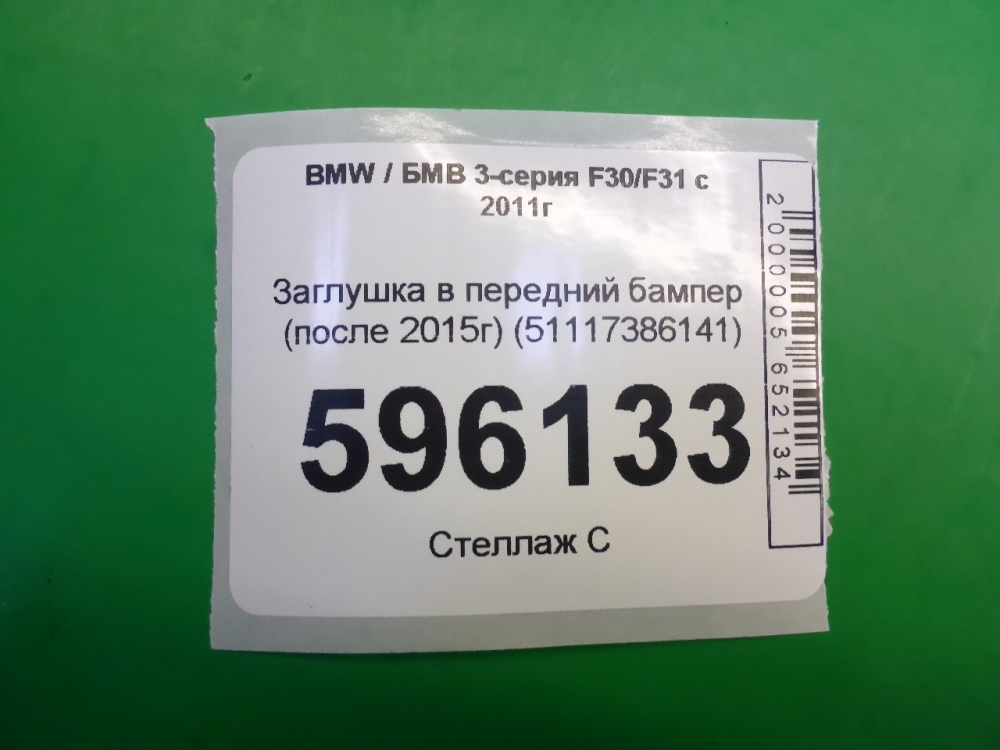 BMW / БМВ 3-серия F30/F31 с
2011г
Заглушка в передний бампер
(после 2015г) (51117386141)
596133
Стеллаж С
2000005652134